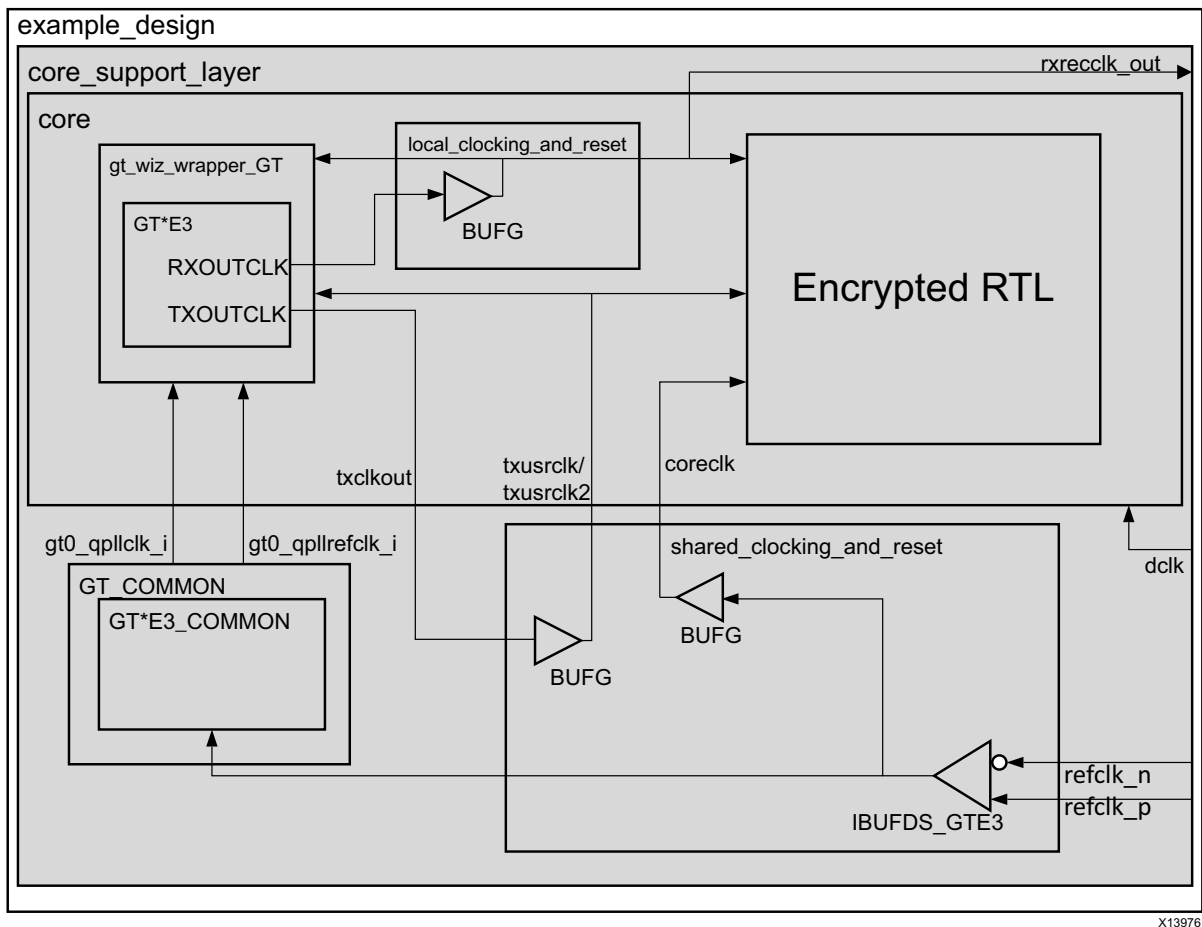 example_design
core_support_layer
rxrecclk_out
core
local_clocking_and_reset
gt_wiz_wrapper_GT
GT*E3
BUFG
RXOUTCLK
TXOUTCLK
Encrypted RTL
txclkout
txusrclk/
txusrclk2
coreclk
gt0_qpllclk_i
gt0_qpllrefclk_i
shared_clocking_and_reset
dclk
GT_COMMON
GT*E3_COMMON
BUFG
BUFG
refclk_n
refclk_p
IBUFDS_GTE3
X13976